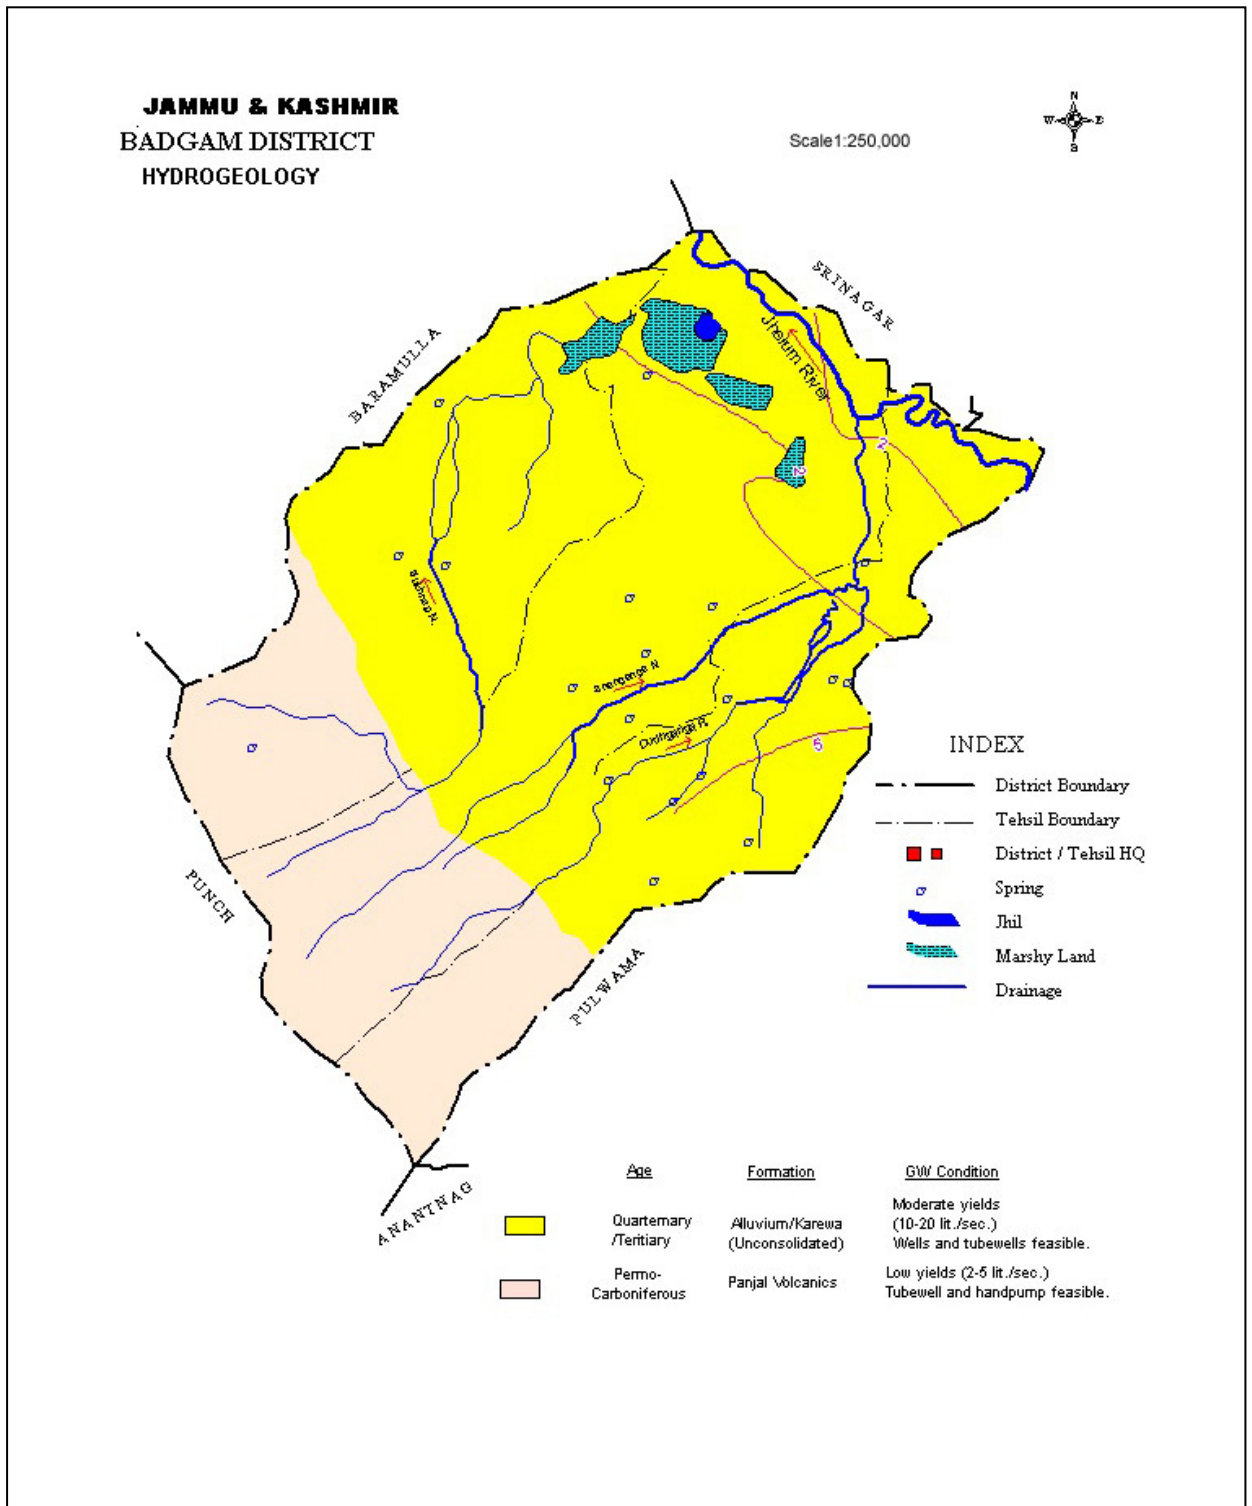 JAMMU & KASHMIR
BADGAM DISTRICT
HYDROGEOLOGY
Scale1:250,000
N
W
E
S
SRINAGAR
BARAMULLA
Jhelum River
2
2
Sukhnag N.
N
Dudhganga R.
5
PUNCH
PULWAMA
ANANTNAG
INDEX
District Boundary
Tehsil Boundary
District / Tehsil HQ
Spring
Jhil
Marshy Land
Drainage
Age Formation GW Condition
Quarternary
/Teritiary
Alluvium/Karewa
(Unconsolidated)
Moderate yields
(10-20 lit./sec.)
Wells and tubewells feasible.
Permo-
Carboniferous
Panjal Volcanics
Low yields (2-5 lit./sec.)
Tubewell and handpump feasible.